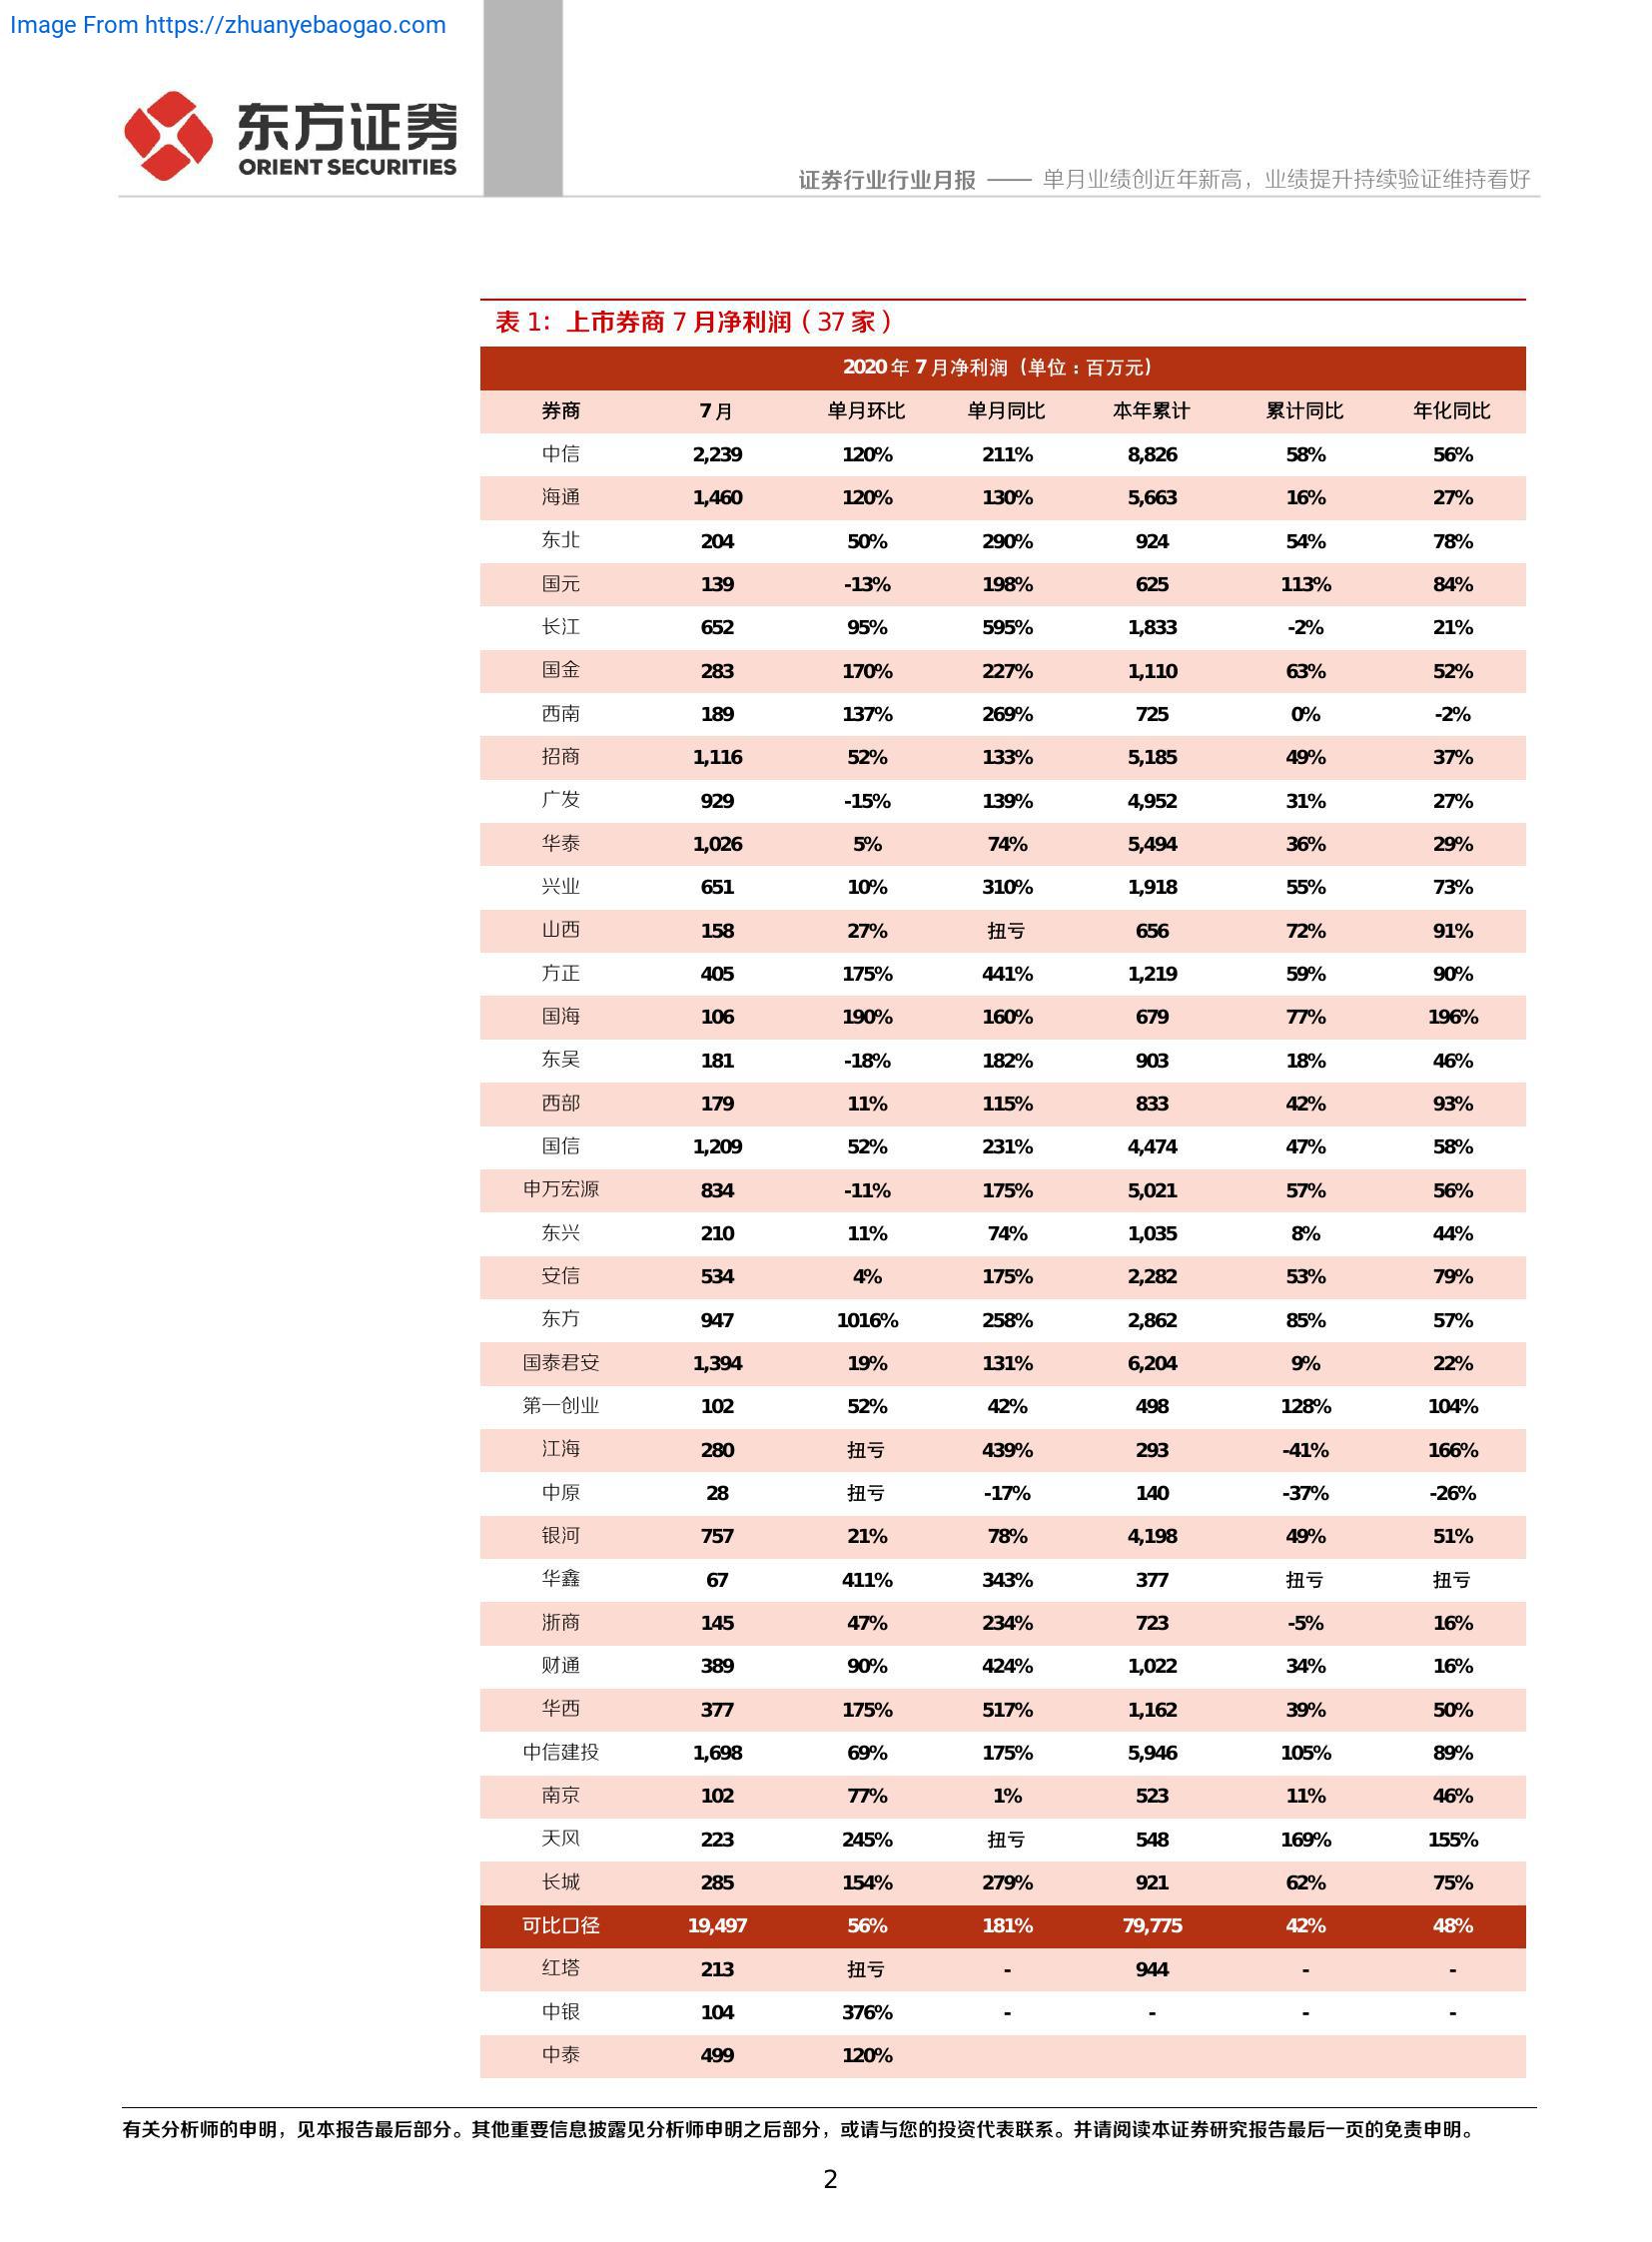 Image From https://zhuanyebaogao.com
东方证券
ORIENT SECURITIES
证券行业行业月报 —— 单月业绩创近年新高，业绩提升持续验证维持看好
表 1：上市券商 7 月净利润（37 家）
2020 年 7 月净利润（单位：百万元）
券商 7 月 单月环比 单月同比 本年累计 累计同比 年化同比
中信 2,239 120% 211% 8,826 58% 56%
海通 1,460 120% 130% 5,663 16% 27%
东北 204 50% 290% 924 54% 78%
国元 139 -13% 198% 625 113% 84%
长江 652 95% 595% 1,833 -2% 21%
国金 283 170% 227% 1,110 63% 52%
西南 189 137% 269% 725 0% -2%
招商 1,116 52% 133% 5,185 49% 37%
广发 929 -15% 139% 4,952 31% 27%
华泰 1,026 5% 74% 5,494 36% 29%
兴业 651 10% 310% 1,918 55% 73%
山西 158 27% 扭亏 656 72% 91%
方正 405 175% 441% 1,219 59% 90%
国海 106 190% 160% 679 77% 196%
东吴 181 -18% 182% 903 18% 46%
西部 179 11% 115% 833 42% 93%
国信 1,209 52% 231% 4,474 47% 58%
申万宏源 834 -11% 175% 5,021 57% 56%
东兴 210 11% 74% 1,035 8% 44%
安信 534 4% 175% 2,282 53% 79%
东方 947 1016% 258% 2,862 85% 57%
国泰君安 1,394 19% 131% 6,204 9% 22%
第一创业 102 52% 42% 498 128% 104%
江海 280 扭亏 439% 293 -41% 166%
中原 28 扭亏 -17% 140 -37% -26%
银河 757 21% 78% 4,198 49% 51%
华鑫 67 411% 343% 377 扭亏 扭亏
浙商 145 47% 234% 723 -5% 16%
财通 389 90% 424% 1,022 34% 16%
华西 377 175% 517% 1,162 39% 50%
中信建投 1,698 69% 175% 5,946 105% 89%
南京 102 77% 1% 523 11% 46%
天风 223 245% 扭亏 548 169% 155%
长城 285 154% 279% 921 62% 75%
可比口径 19,497 56% 181% 79,775 42% 48%
红塔 213 扭亏 - 944 - -
中银 104 376% - - - -
中泰 499 120%
有关分析师的申明，见本报告最后部分。其他重要信息披露见分析师申明之后部分，或请与您的投资代表联系。并请阅读本证券研究报告最后一页的免责申明。
2